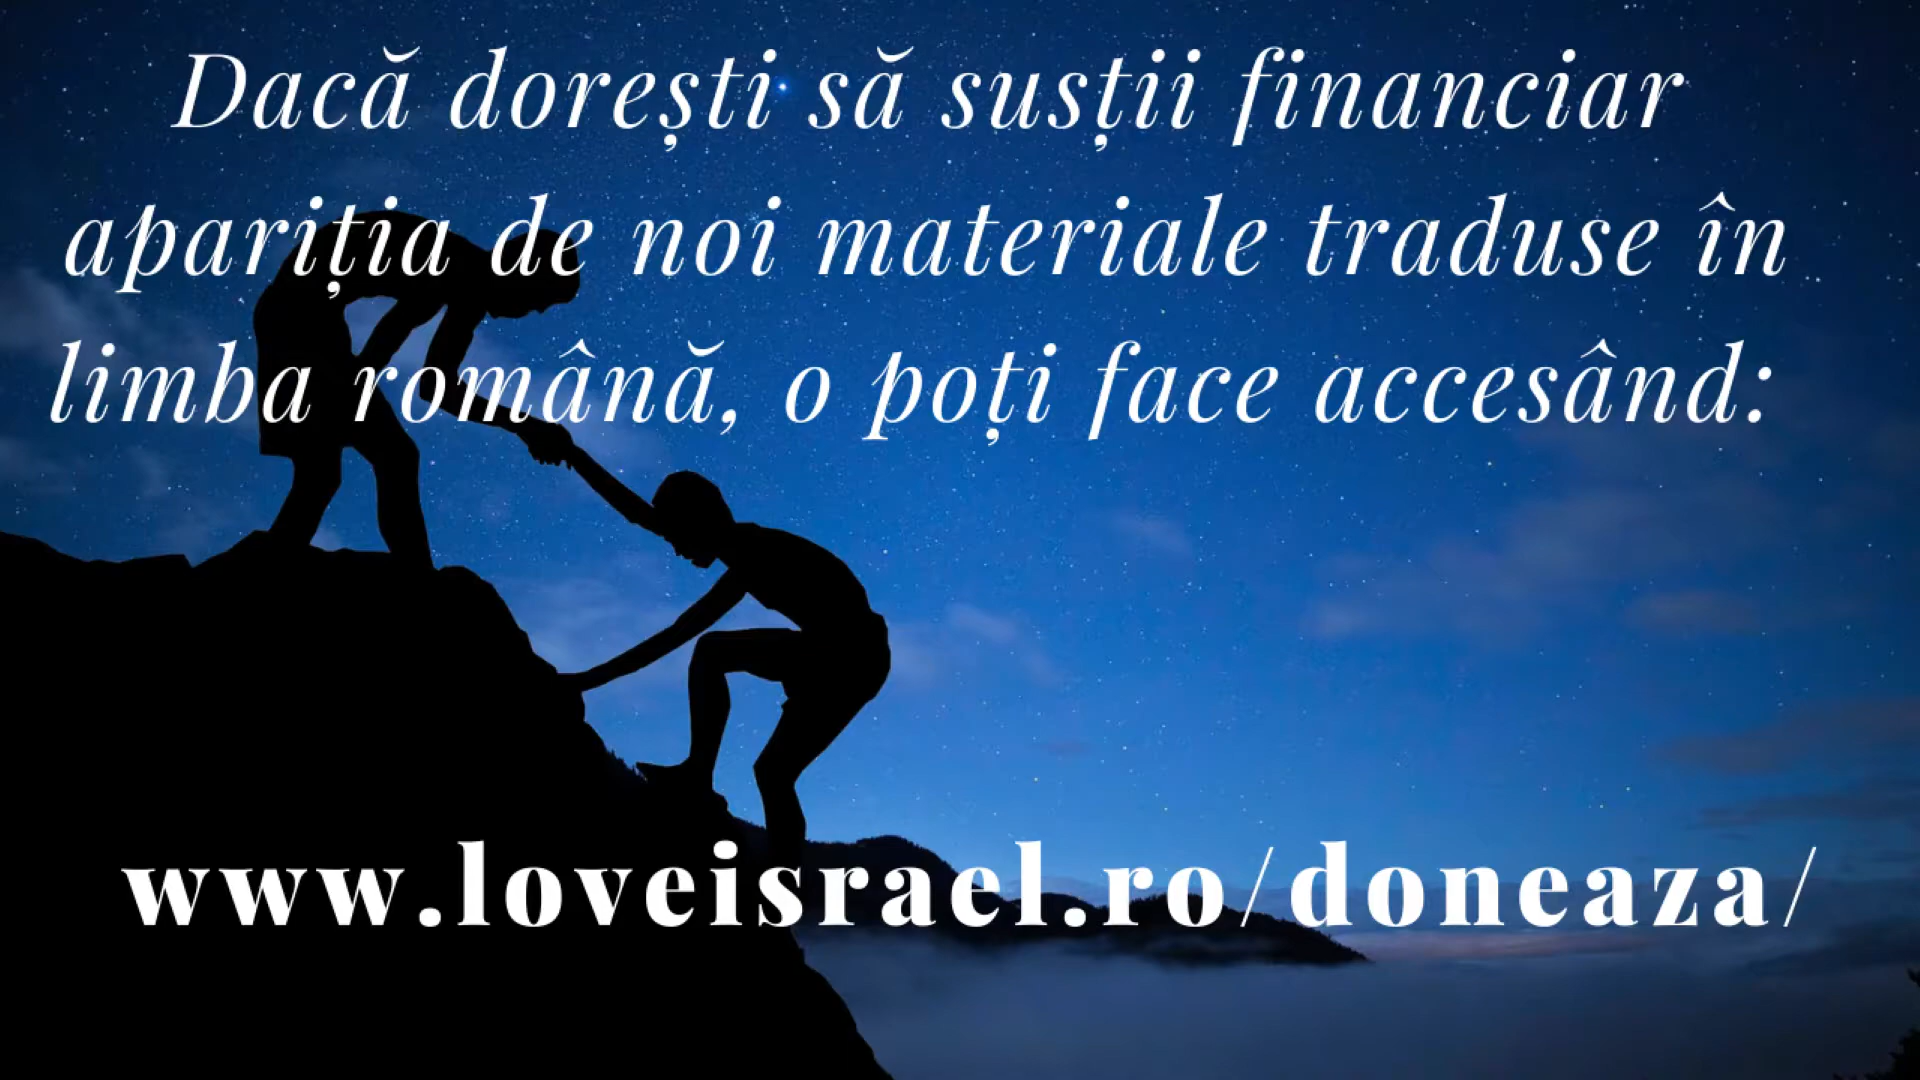 Dacă dorești să susții financiar
apariția de noi materiale traduse în
limba română, o poți face accesând:
www.loveisrael.ro/doneaza/